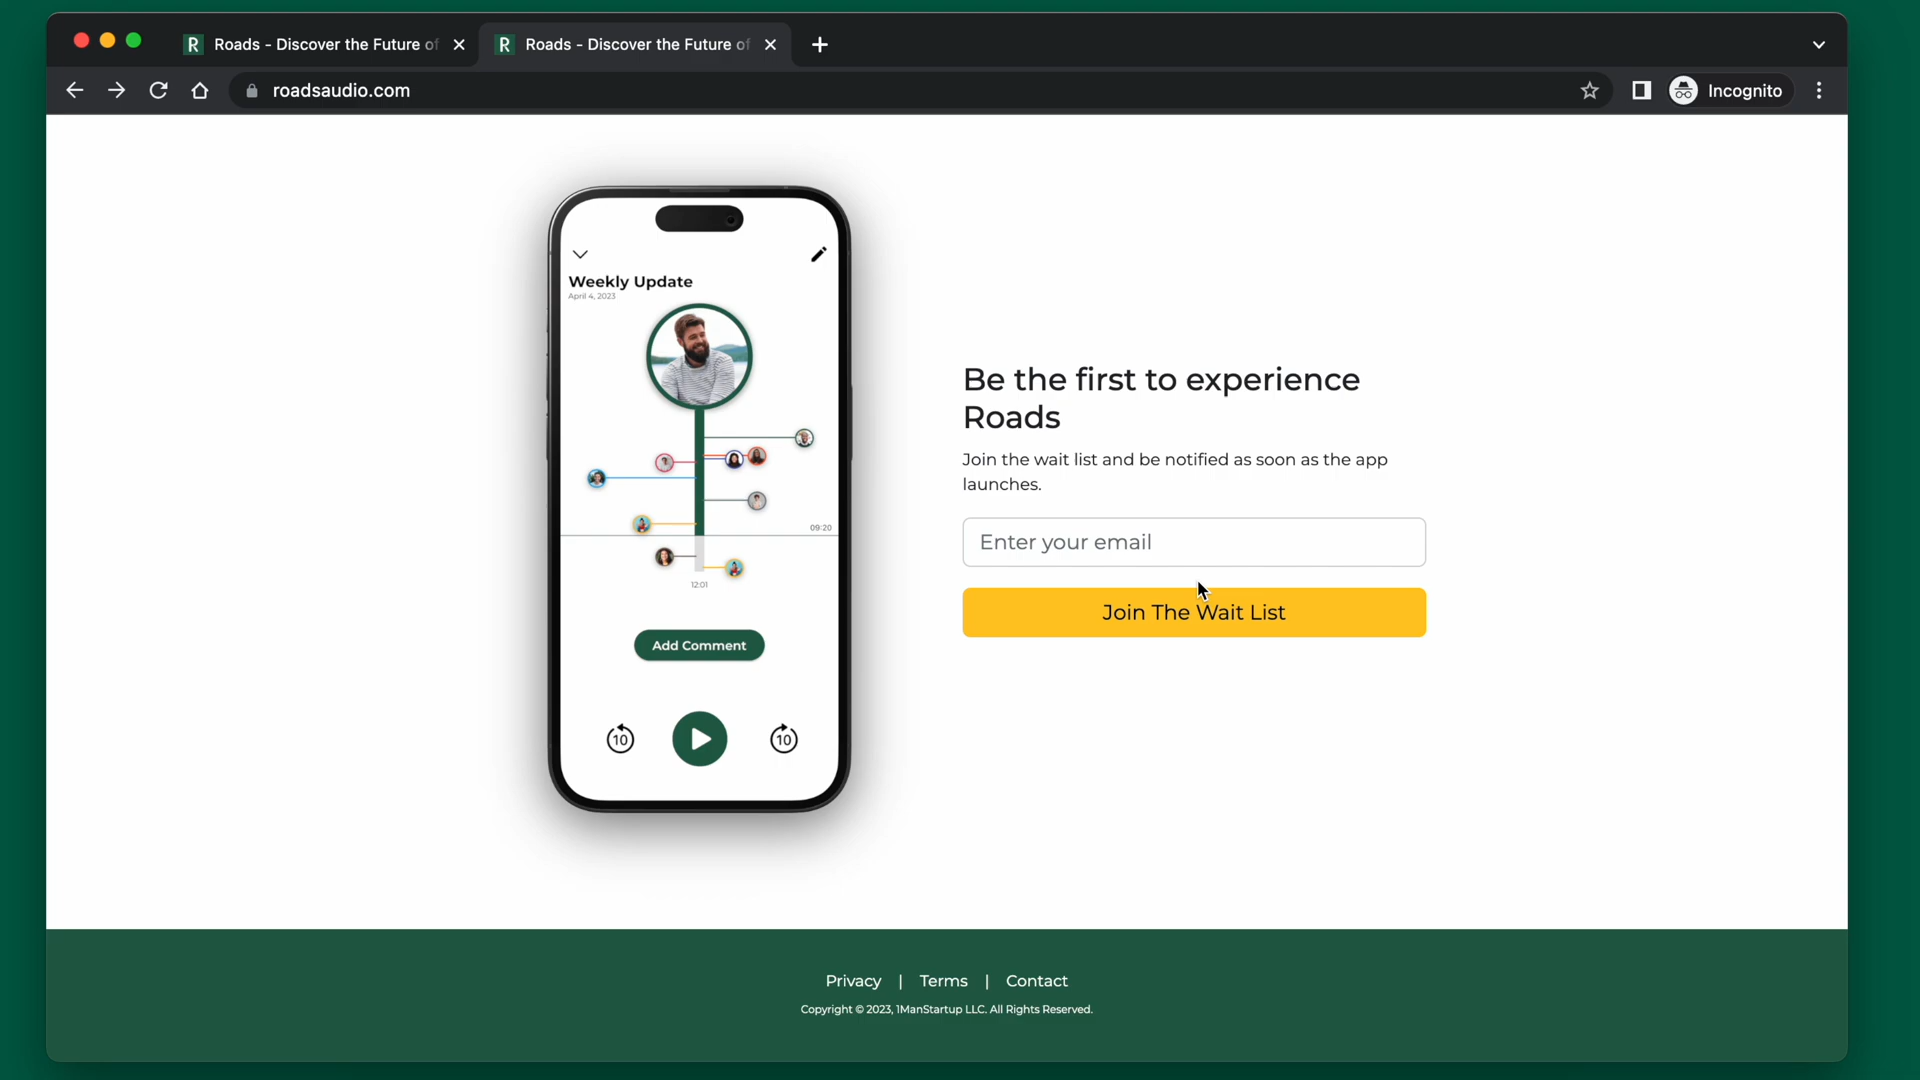 Roads - Discover the Future of
Roads - Discover the Future of
roadsaudio.com
Incognito
Weekly Update
April 4, 2023
09:20
12:01
Add Comment
10
10
Be the first to experience
Roads
Join the wait list and be notified as soon as the app
launches.
Enter your email
Join The Wait List
Privacy | Terms | Contact
Copyright © 2023, 1ManStartup LLC. All Rights Reserved.